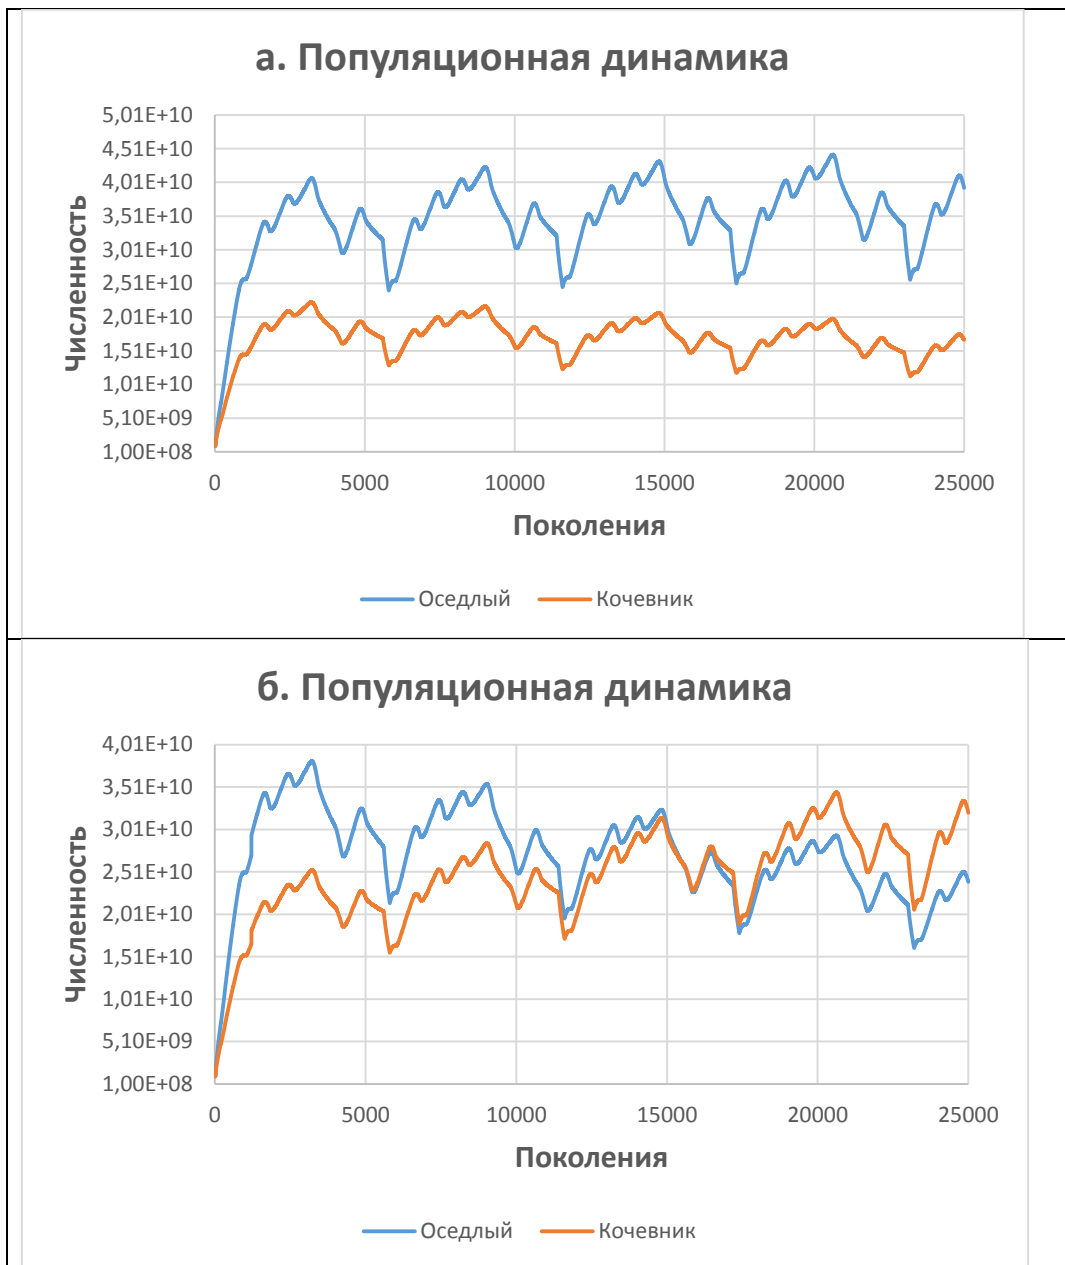 а. Популяционная динамика
5,01E+10
4,51E+10
4,01E+10
3,51E+10
3,01E+10
2,51E+10
2,01E+10
1,51E+10
1,01E+10
5,10E+09
1,00E+08
Численность
0 5000 10000 15000 20000 25000
Поколения
Оседлый Кочевник
б. Популяционная динамика
4,01E+10
3,51E+10
3,01E+10
2,51E+10
2,01E+10
1,51E+10
1,01E+10
5,10E+09
1,00E+08
Численность
0 5000 10000 15000 20000 25000
Поколения
Оседлый Кочевник